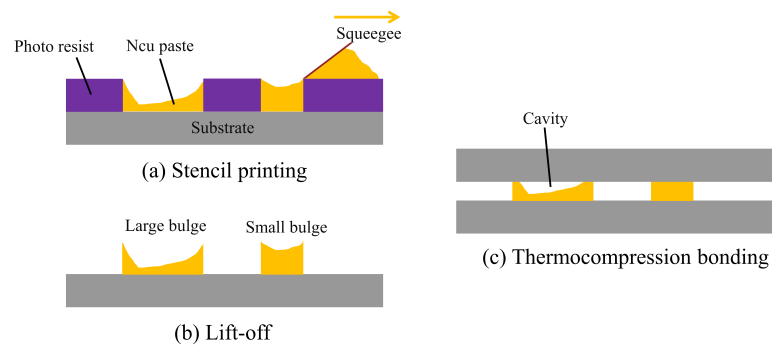 Squeegee
Photo resist
Ncu paste
Substrate
(a) Stencil printing
Large bulge
Small bulge
(b) Lift-off
Cavity
(c) Thermocompression bonding